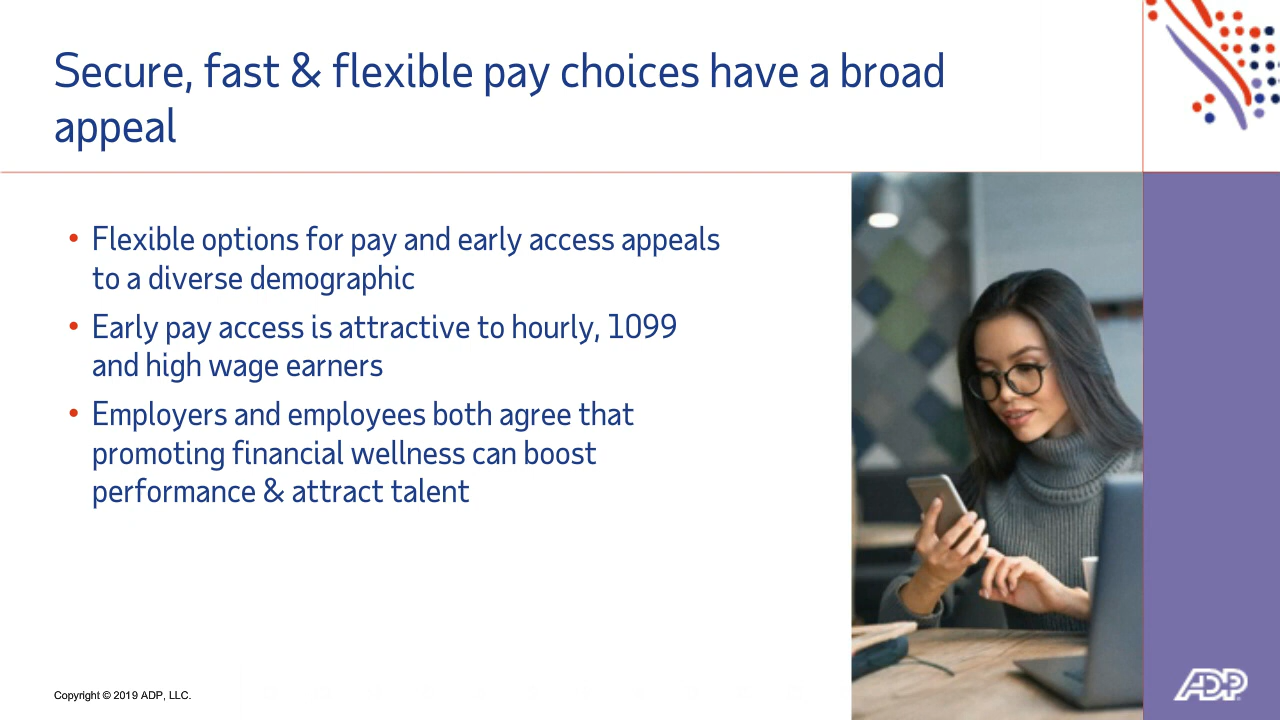 Secure, fast & flexible pay choices have a broad
appeal
• Flexible options for pay and early access appeals
to a diverse demographic
• Early pay access is attractive to hourly, 1099
and high wage earners
• Employers and employees both agree that
promoting financial wellness can boost
performance & attract talent
Copyright © 2019 ADP, LLC.
ADP